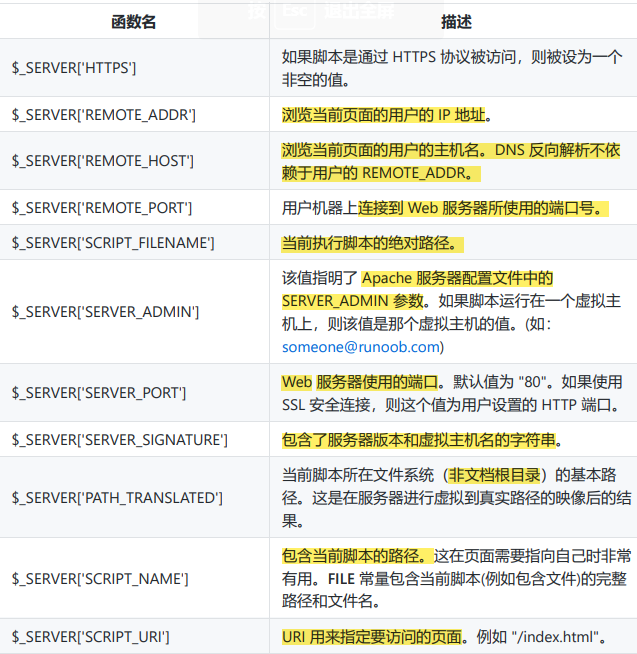 按 Esc 退出全屏
函数名 描述
$_SERVER['HTTPS'] 如果脚本是通过 HTTPS 协议被访问，则被设为一个
非空的值。
$_SERVER['REMOTE_ADDR'] 浏览当前页面的用户的 IP 地址。
$_SERVER['REMOTE_HOST'] 浏览当前页面的用户的主机名。DNS 反向解析不依
赖于用户的 REMOTE_ADDR。
$_SERVER['REMOTE_PORT'] 用户机器上连接到 Web 服务器所使用的端口号。
$_SERVER['SCRIPT_FILENAME'] 当前执行脚本的绝对路径。
$_SERVER['SERVER_ADMIN'] 该值指明了 Apache 服务器配置文件中的
SERVER_ADMIN 参数。如果脚本运行在一个虚拟主
机上，则该值是那个虚拟主机的值。(如：
someone@runoob.com)
$_SERVER['SERVER_PORT'] Web 服务器使用的端口。默认值为 "80"。如果使用
SSL 安全连接，则这个值为用户设置的 HTTP 端口。
$_SERVER['SERVER_SIGNATURE'] 包含了服务器版本和虚拟主机名的字符串。
$_SERVER['PATH_TRANSLATED'] 当前脚本所在文件系统（非文档根目录）的基本路
径。这是在服务器进行虚拟到真实路径的映像后的结
果。
$_SERVER['SCRIPT_NAME'] 包含当前脚本的路径。这在页面需要指向自己时非常
有用。FILE 常量包含当前脚本(例如包含文件)的完整
路径和文件名。
$_SERVER['SCRIPT_URI'] URI 用来指定要访问的页面。例如 "/index.html"。